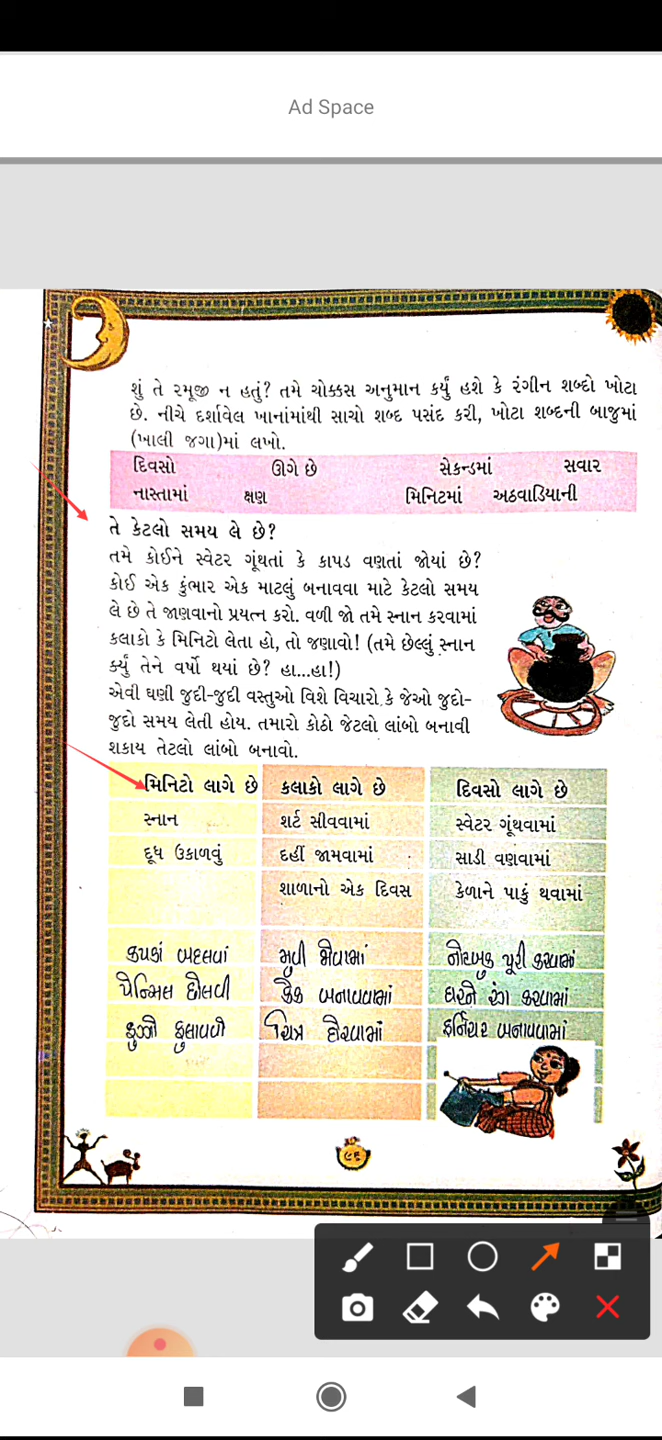 Ad Space
શું તે રમૂજી ન હતું? તમે ચોક્કસ અનુમાન કર્યું હશે કે રંગીન શબ્દો ખોટા
છે. નીચે દર્શાવેલ ખાનાંમાંથી સાચો શબ્દ પસંદ કરી, ખોટા શબ્દની બાજુમાં
(ખાલી જગા)માં લખો.
દિવસો ઊગે છે સેકન્ડમાં સવાર
નાસ્તામાં ક્ષણ મિનિટમાં અઠવાડિયાની
તે કેટલો સમય લે છે?
તમે કોઈને સ્વેટર ગૂંથતાં કે કાપડ વણતાં જોયાં છે?
કોઈ એક કુંભાર એક માટલું બનાવવા માટે કેટલો સમય
લે છે તે જાણવાનો પ્રયત્ન કરો. વળી જો તમે સ્નાન કરવામાં
કલાકો કે મિનિટો લેતા હો, તો જણાવો! (તમે છેલ્લું સ્નાન
ર્ક્યું તેને વર્ષો થયાં છે? હા...હા!)
એવી ઘણી જુદી-જુદી વસ્તુઓ વિશે વિચારો કે જેઓ જુદો-
જુદો સમય લેતી હોય. તમારો કોઠો જેટલો લાંબો બનાવી
શકાય તેટલો લાંબો બનાવો.
મિનિટો લાગે છે કલાકો લાગે છે દિવસો લાગે છે
સ્નાન શર્ટ સીવવામાં સ્વેટર ગૂંથવામાં
દૂધ ઉકાળવું દહીં જામવામાં સાડી વણવામાં
શાળાનો એક દિવસ કેળાને પાકું થવામાં
કપકાં બદલવાં મુવી જોવામાં નોટબુક પૂરી કરવામાં
પેન્સિલ છોલવી કેક બનાવવામાં ઘરને રંગ કરવામાં
ફુગ્ગો ફુલાવવો ચિત્ર દોરવામાં ફર્નિચર બનાવવામાં
૯૬